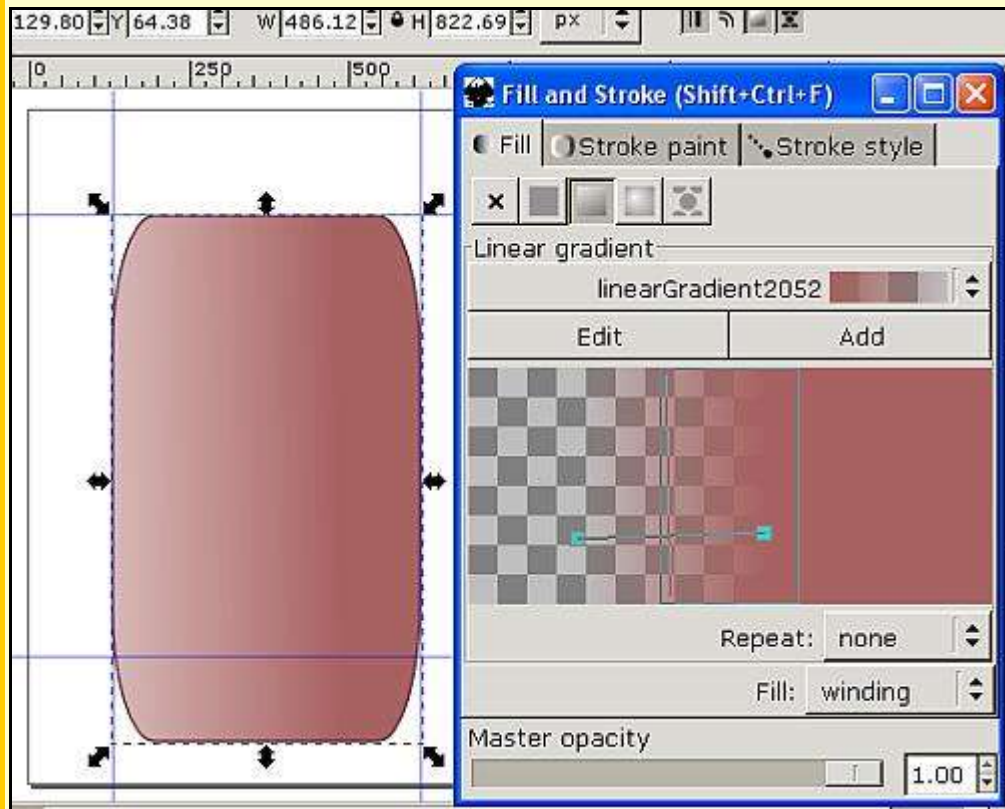 129.80 Y 64.38 W 486.12 H 822.69 px
0 250 500
Fill and Stroke (Shift+Ctrl+F)
Fill Stroke paint Stroke style
Linear gradient
linearGradient2052
Edit Add
Repeat: none
Fill: winding
Master opacity
1.00